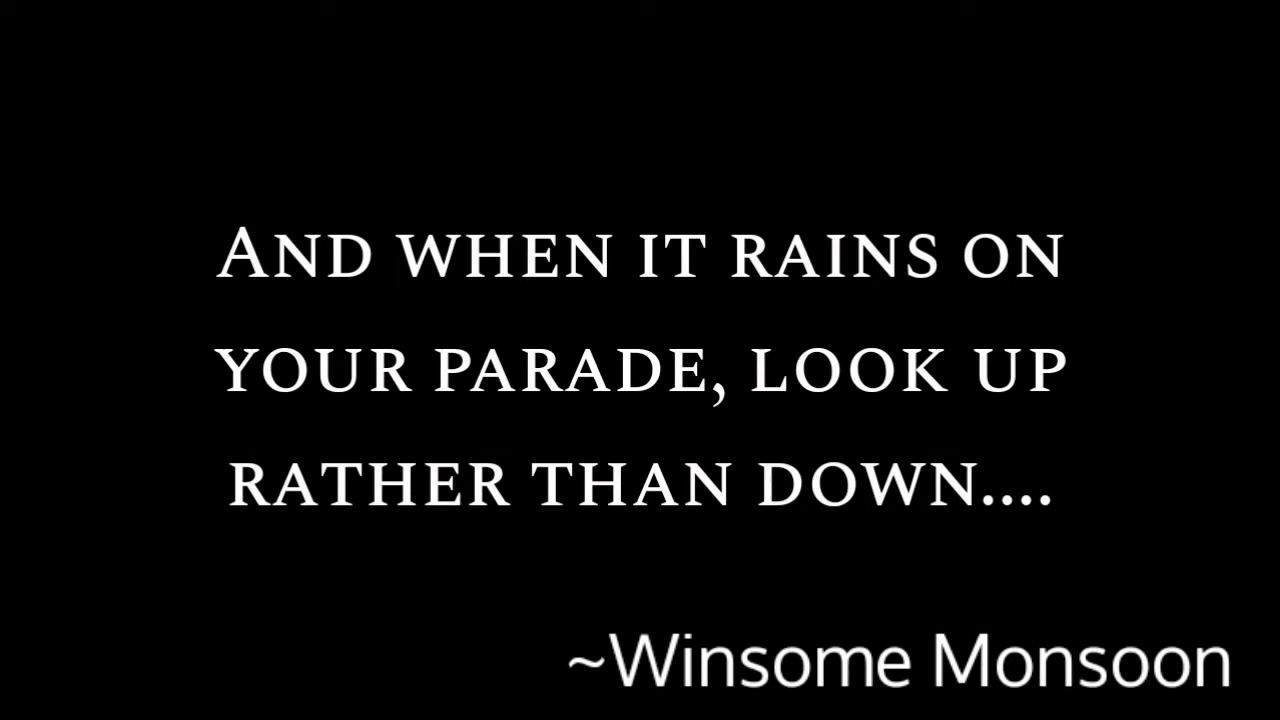 And when it rains on
your parade, look up
rather than down....
~Winsome Monsoon